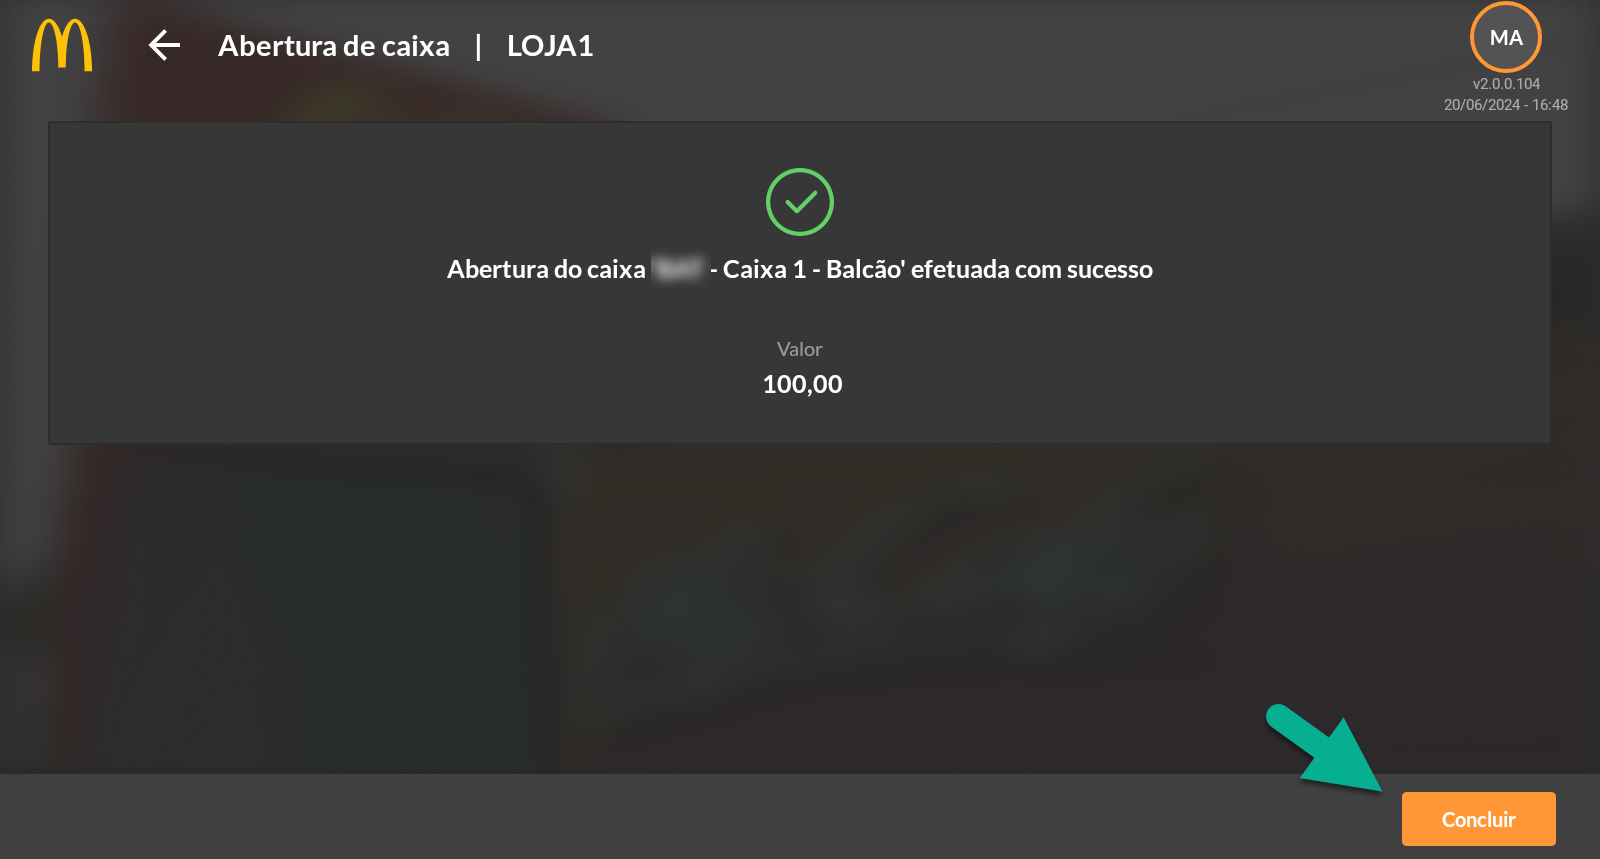 Abertura de caixa | LOJA1
MA
v2.0.0.104
20/06/2024 - 16:48
Abertura do caixa - Caixa 1 - Balcão' efetuada com sucesso
Valor
100,00
Concluir